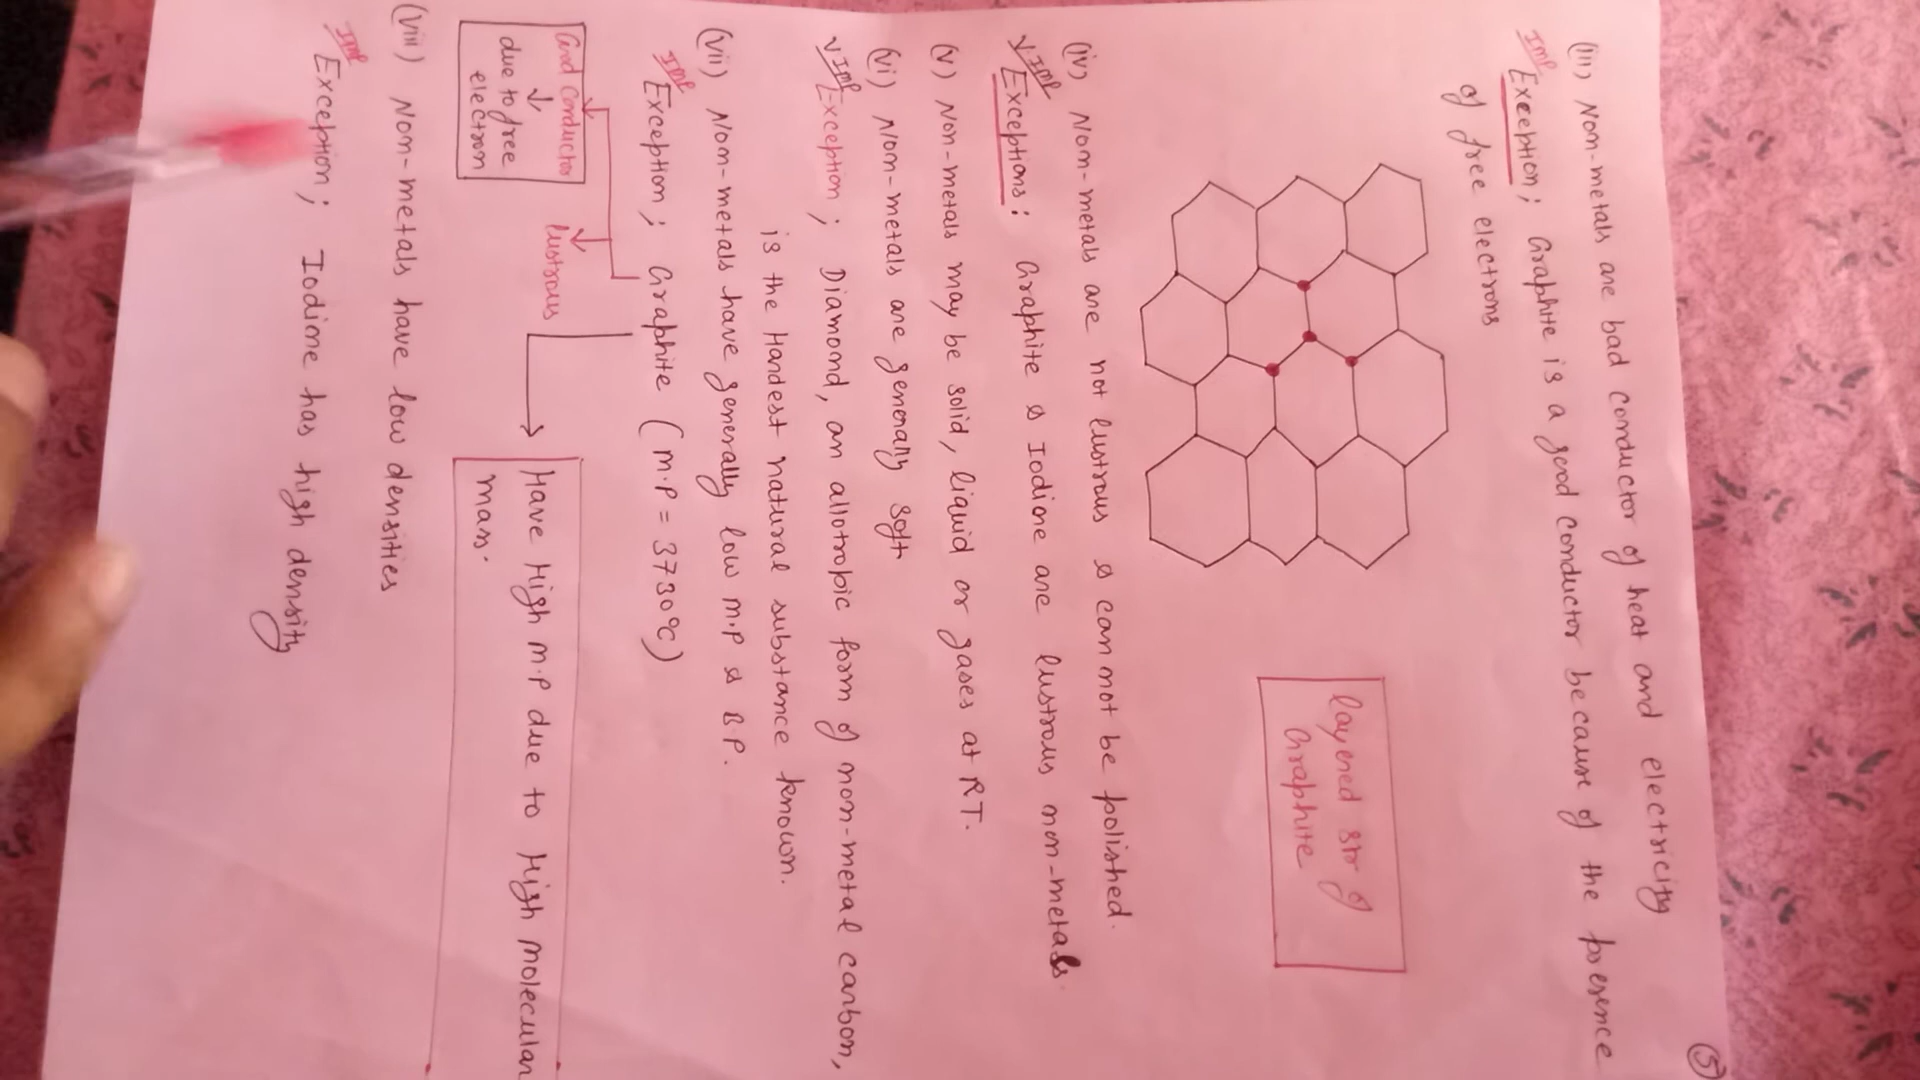 (5)
(ii) Non-metals are bad conductor of heat and electricity
IMP Exception; Graphite is a good conductor because of the presence
of free electrons
layered str of
Graphite
(iv) Non-metals are not lustrous & can not be polished.
VIMP Exceptions: Graphite & Iodine are lustrous non-metals.
(v) Non-metals may be solid, liquid or gases at RT.
(vi) Non-metals are generally soft
VIMP Exception; Diamond, an allotropic form of non-metal carbon,
is the Hardest natural substance known.
(vii) Non-metals have generally low M.P & B.P.
IMP Exception; Graphite (M.P = 3730°C)
Good conductor
↓
due to free
electron
lustrous
Have High M.P due to High molecular
mass.
(viii) Non-metals have low densities
IMP Exception; Iodine has high density